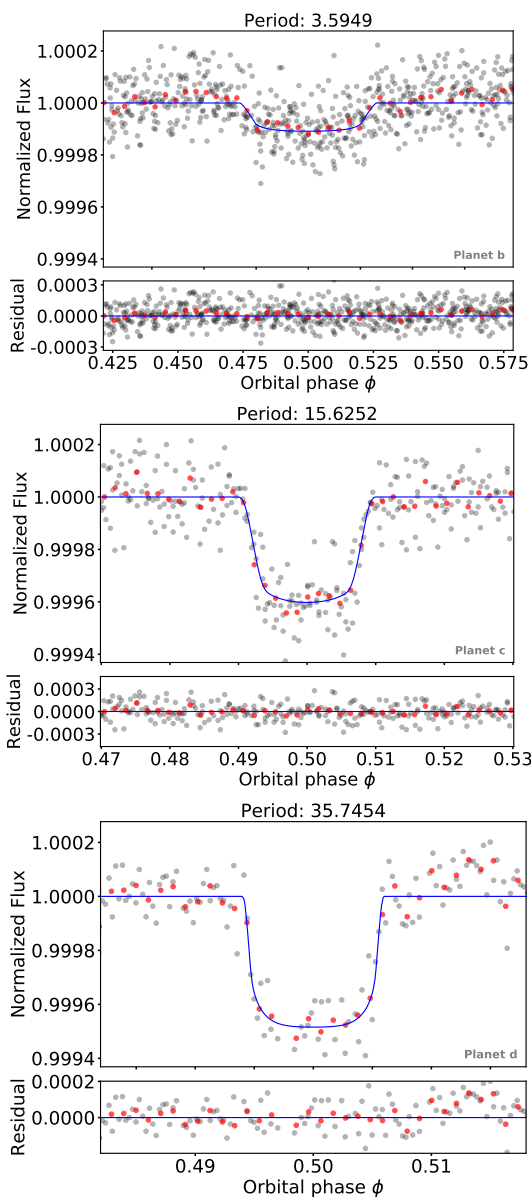 Period: 3.5949
1.0002
1.0000
0.9998
0.9996
0.9994
Normalized Flux
Planet b
0.0003
0.0000
-0.0003
Residual
0.425 0.450 0.475 0.500 0.525 0.550 0.575
Orbital phase ϕ
Period: 15.6252
1.0002
1.0000
0.9998
0.9996
0.9994
Normalized Flux
Planet c
0.0003
0.0000
-0.0003
Residual
0.47 0.48 0.49 0.50 0.51 0.52 0.53
Orbital phase ϕ
Period: 35.7454
1.0002
1.0000
0.9998
0.9996
0.9994
Normalized Flux
Planet d
0.0002
0.0000
Residual
0.49 0.50 0.51
Orbital phase ϕ